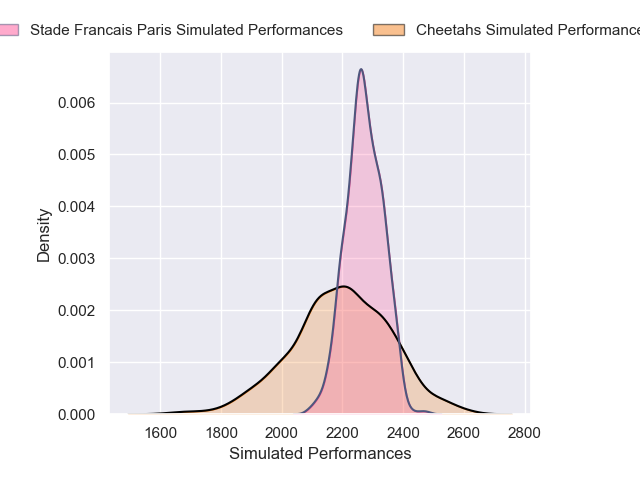 Stade Francais Paris Simulated Performances
Cheetahs Simulated Performance
0.006
0.005
0.004
0.003
0.002
0.001
0.000
Density
1600 1800 2000 2200 2400 2600 2800
Simulated Performances